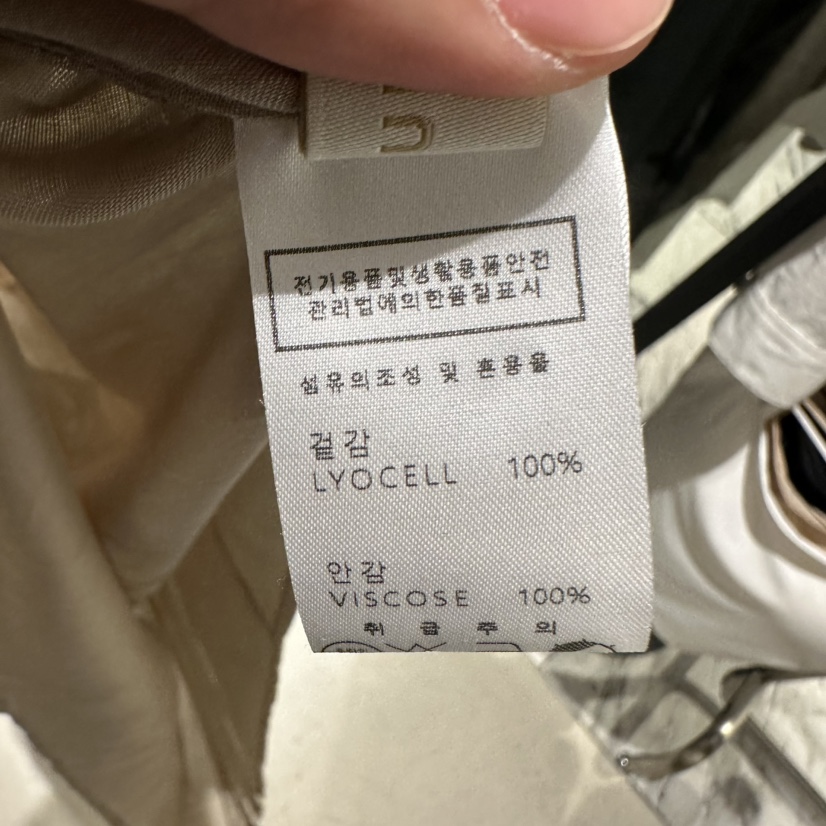 전기용품및생활용품안전
관리법에의한품질표시
섬유의조성 및 혼용율
겉감
LYOCELL 100%
안감
VISCOSE 100%
취 급 주 의